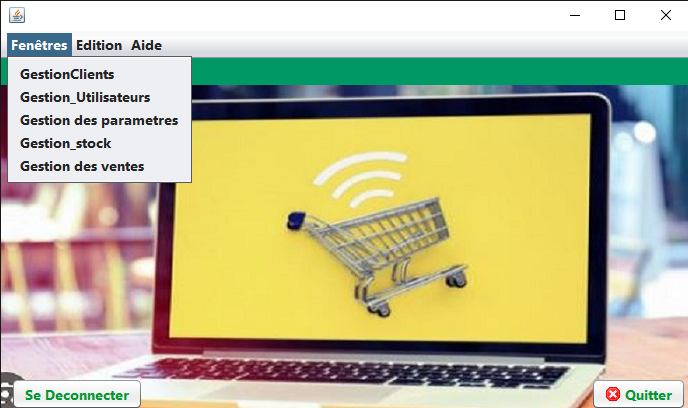 Fenêtres Edition Aide
GestionClients
Gestion_Utilisateurs
Gestion des parametres
Gestion_stock
Gestion des ventes
Se Deconnecter
Quitter